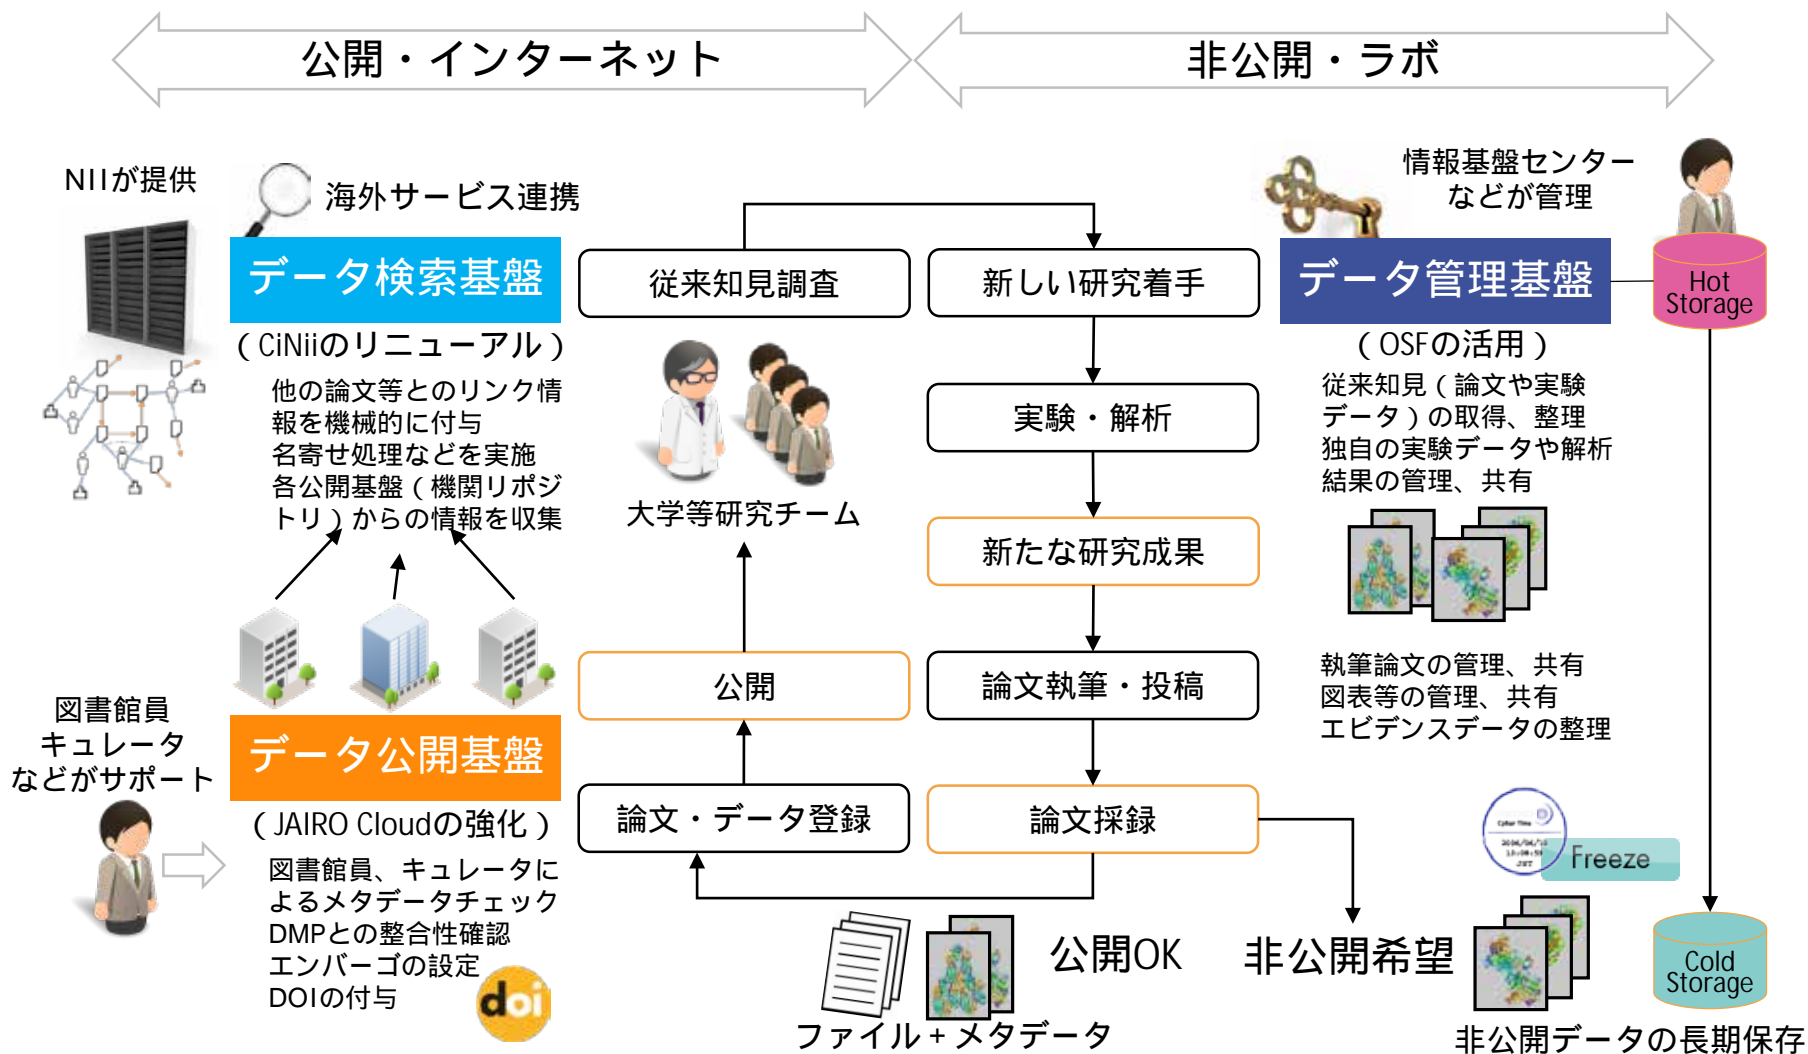 公開・インターネット
非公開・ラボ
NIIが提供
海外サービス連携
データ検索基盤
(CiNiiのリニューアル)
他の論文等とのリンク情
報を機械的に付与
名寄せ処理などを実施
各公開基盤(機関リポジ
トリ)からの情報を収集
図書館員
キュレータ
などがサポート
データ公開基盤
(JAIRO Cloudの強化)
図書館員、キュレータに
よるメタデータチェック
DMPとの整合性確認
エンバーゴの設定
DOIの付与
doi
従来知見調査
大学等研究チーム
公開
論文・データ登録
新しい研究着手
実験・解析
新たな研究成果
論文執筆・投稿
論文採録
公開OK
ファイル+メタデータ
非公開希望
情報基盤センター
などが管理
データ管理基盤
(OSFの活用)
従来知見(論文や実験
データ)の取得、整理
独自の実験データや解析
結果の管理、共有
執筆論文の管理、共有
図表等の管理、共有
エビデンスデータの整理
Hot
Storage
Cyber Time
Freeze
Cold
Storage
非公開データの長期保存